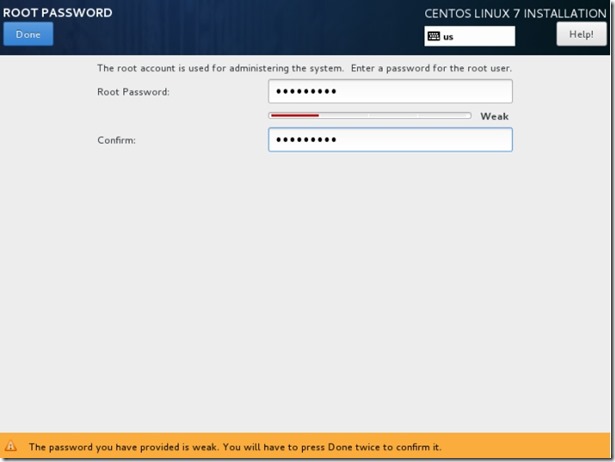 ROOT PASSWORD
CENTOS LINUX 7 INSTALLATION
Done
us
Help!
The root account is used for administering the system. Enter a password for the root user.
Root Password: •••••••••
Weak
Confirm: •••••••••
The password you have provided is weak. You will have to press Done twice to confirm it.